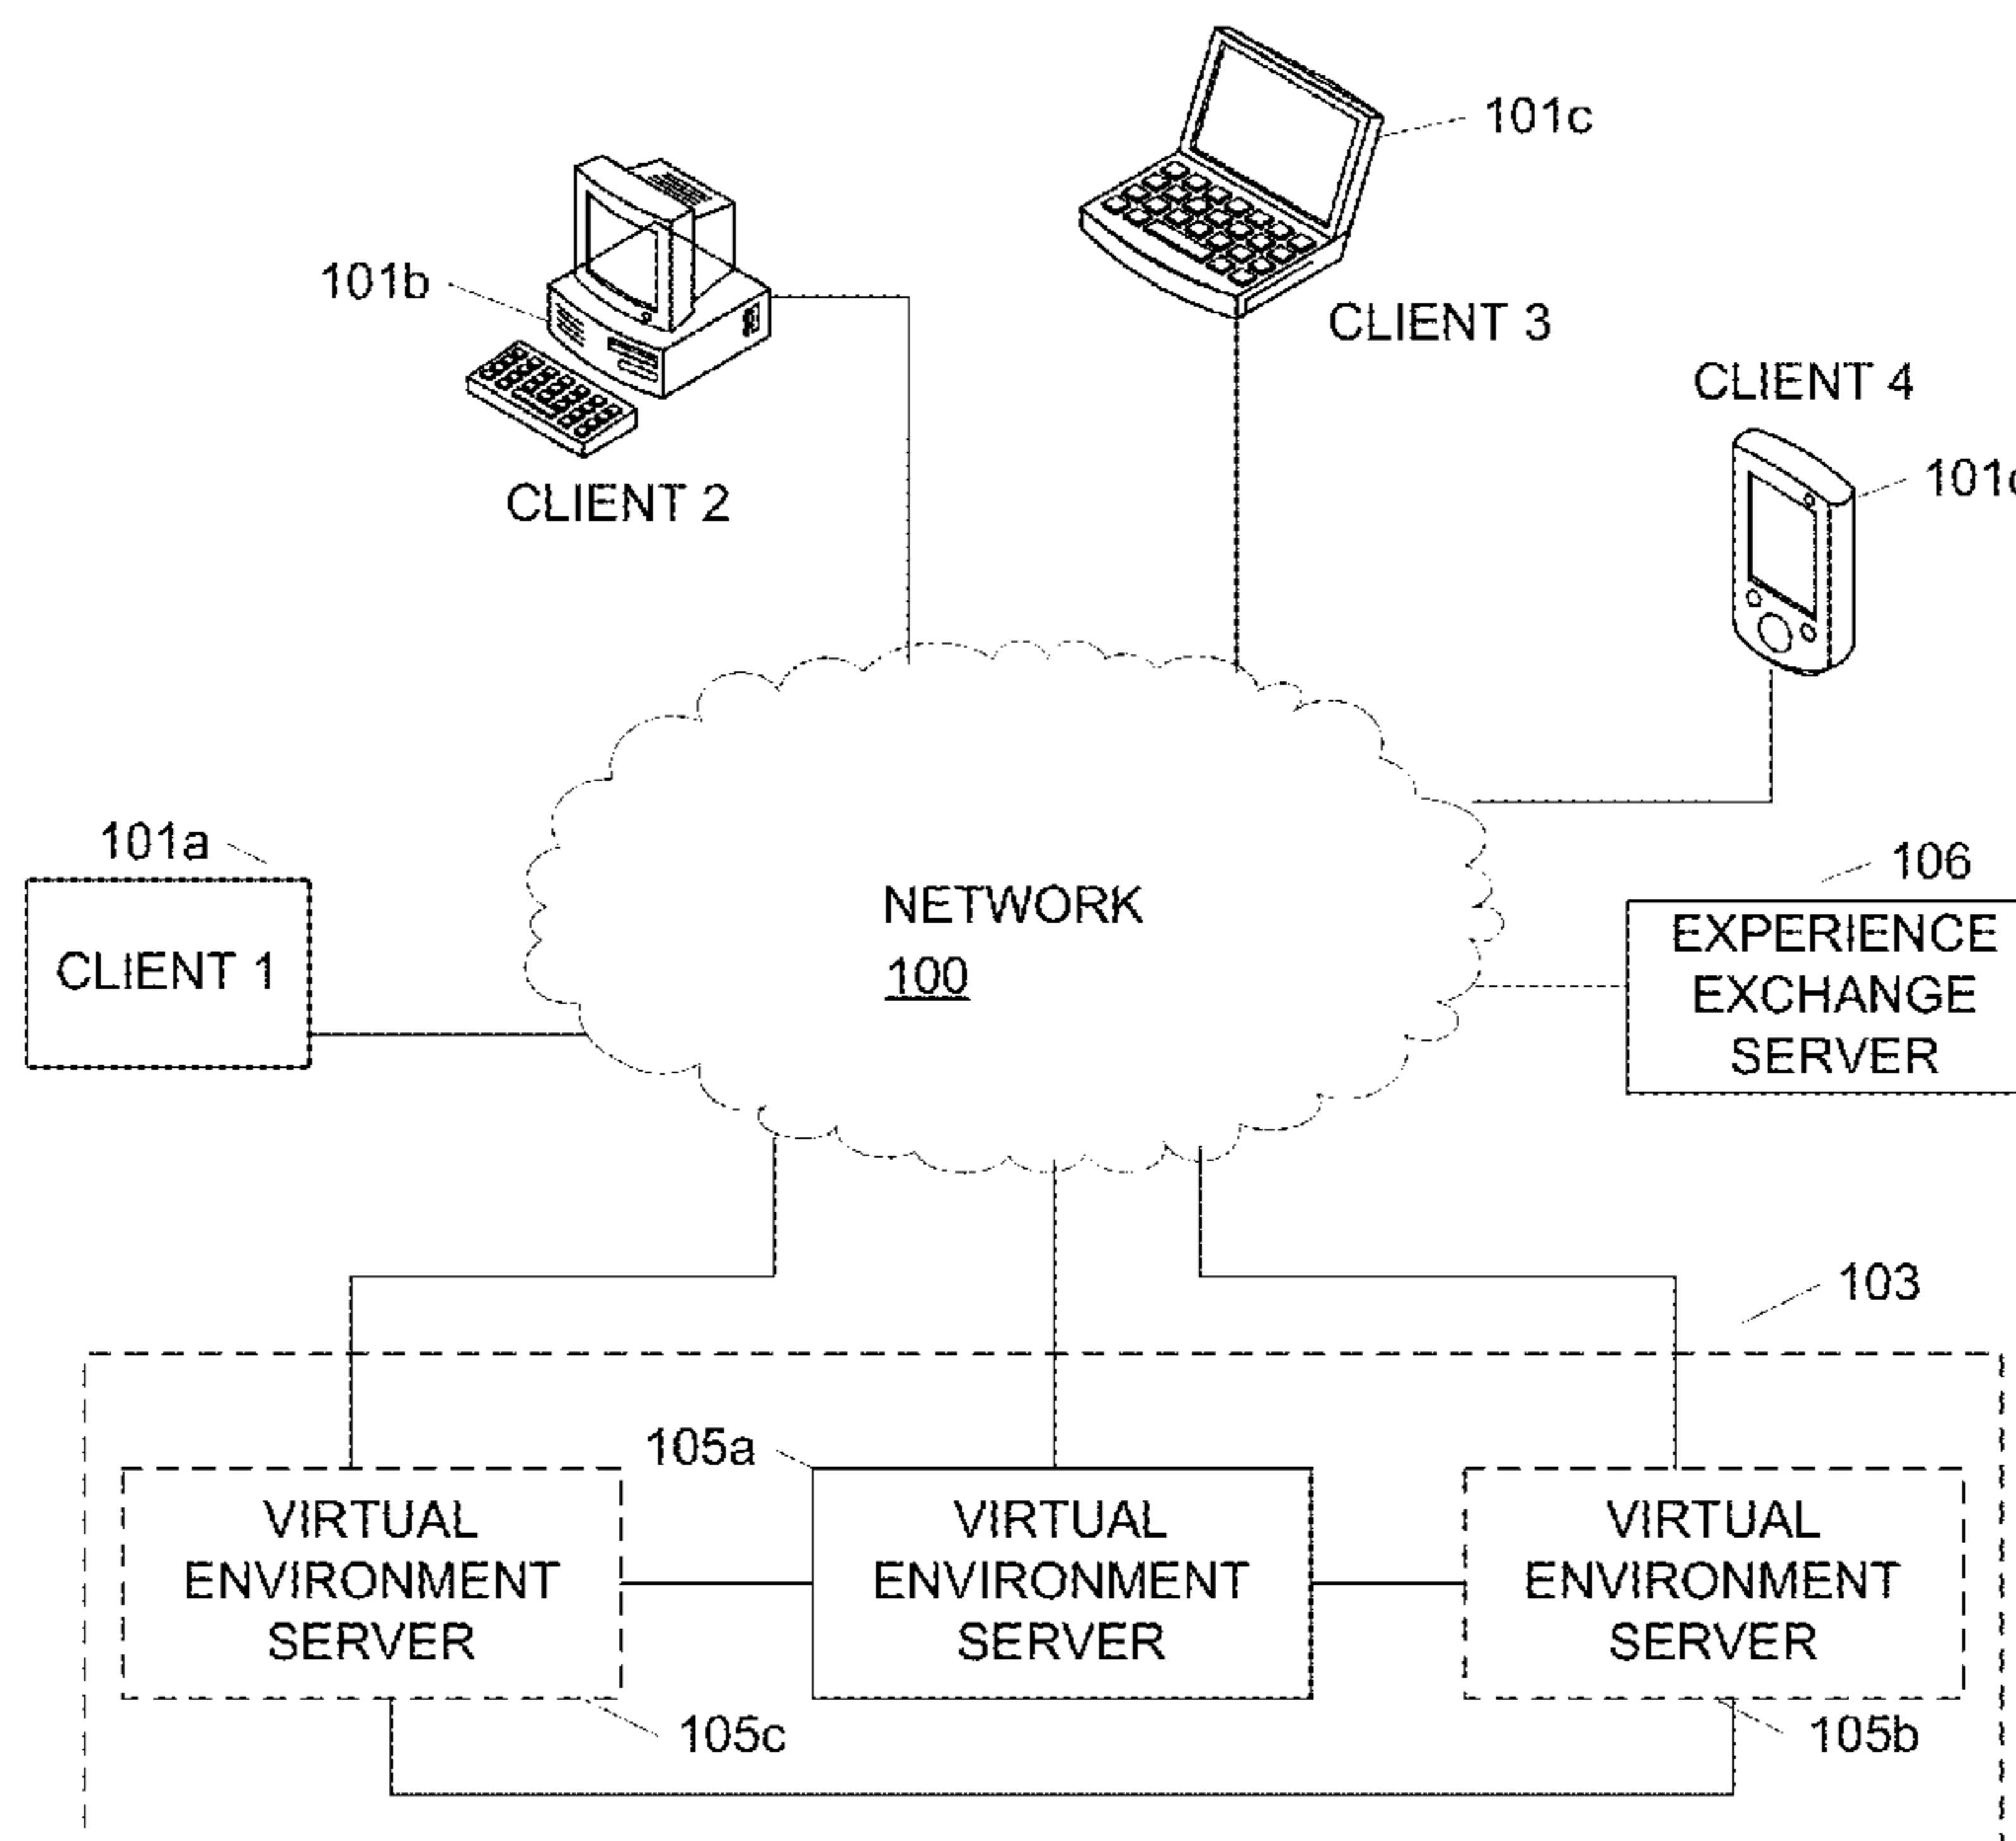 101c
101b
CLIENT 3
CLIENT 4
CLIENT 2
101a
NETWORK
100
106
CLIENT 1
EXPERIENCE
EXCHANGE
SERVER
103
105a
VIRTUAL
ENVIRONMENT
SERVER
VIRTUAL
ENVIRONMENT
SERVER
VIRTUAL
ENVIRONMENT
SERVER
105c
105b